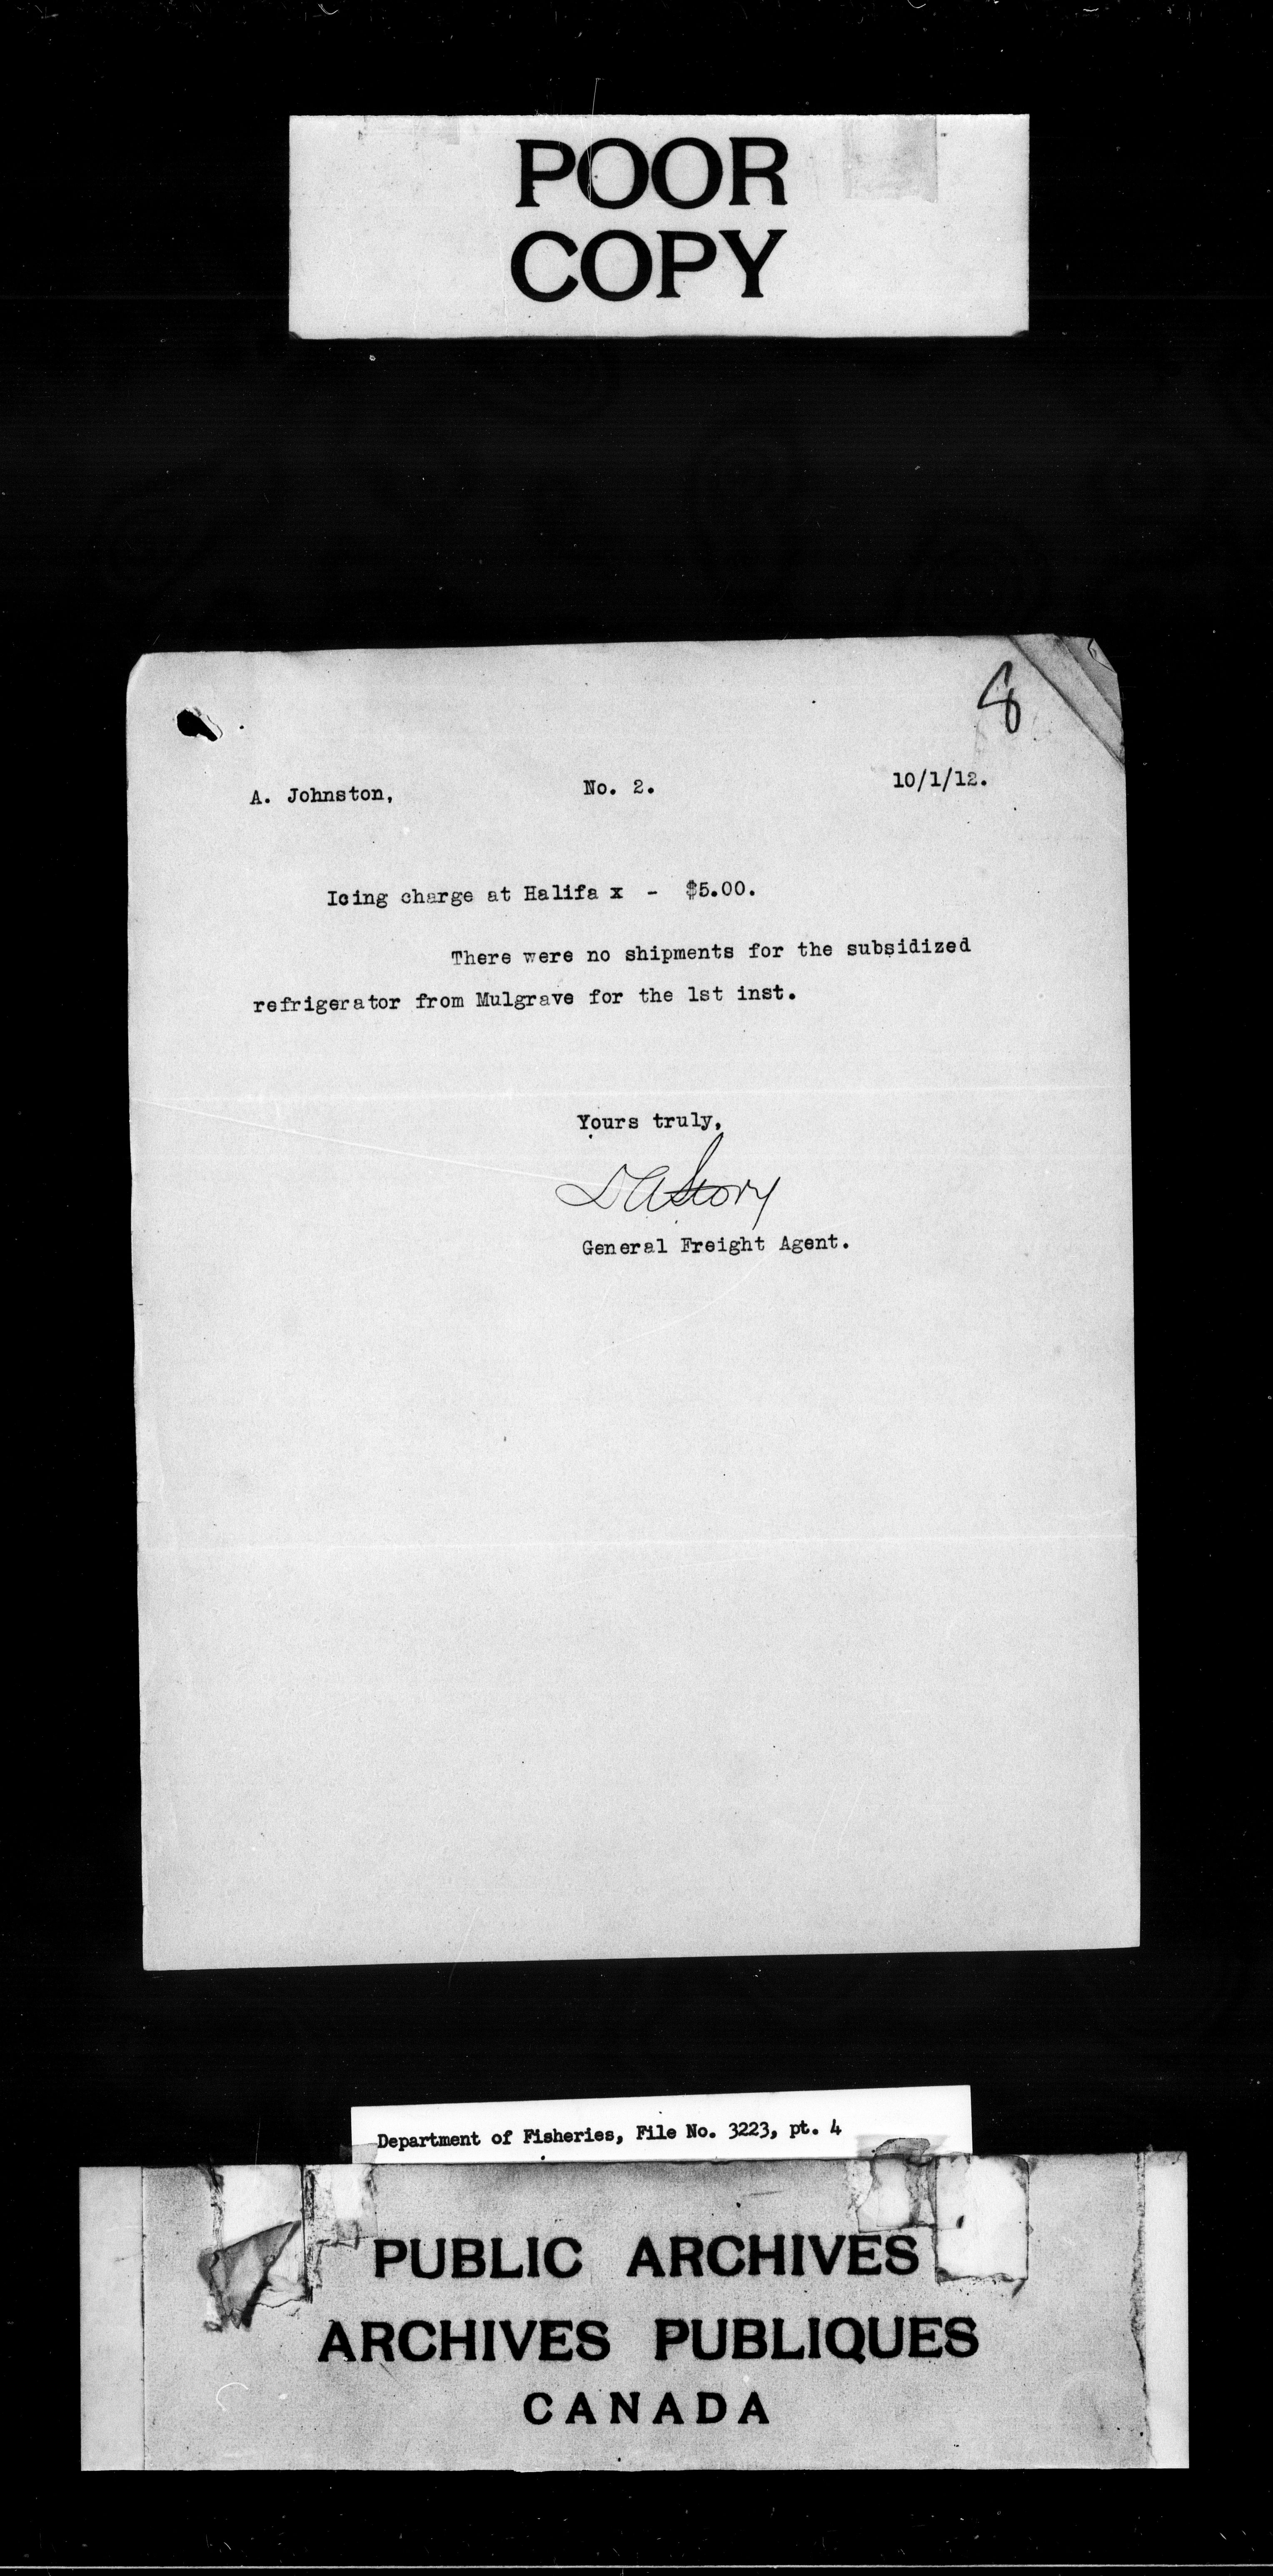 POOR
COPY
8
A. Johnston, No. 2. 10/1/12.
Icing charge at Halifa x - $5.00.
There were no shipments for the subsidized
refrigerator from Mulgrave for the 1st inst.
Yours truly,
DAStory
General Freight Agent.
Department of Fisheries, File No. 3223, pt. 4
PUBLIC ARCHIVES
ARCHIVES PUBLIQUES
CANADA